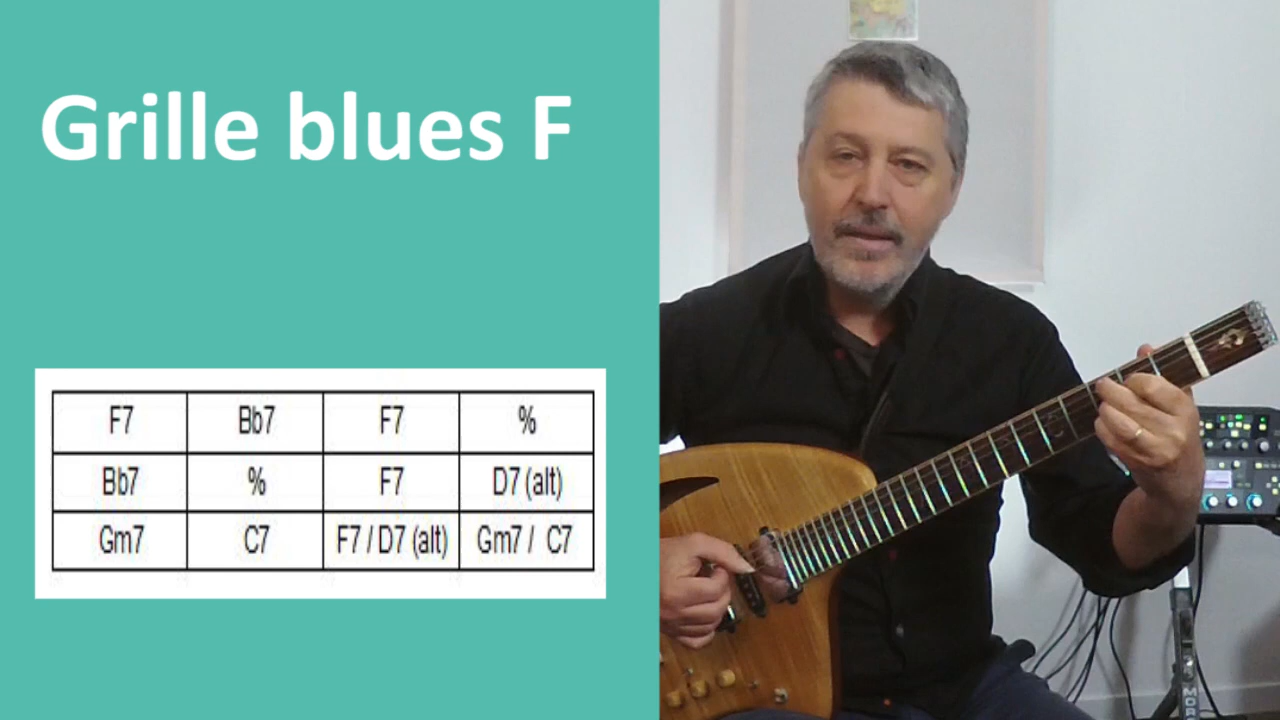 Grille blues F
F7 Bb7 F7 %
Bb7 % F7 D7 (alt)
Gm7 C7 F7 / D7 (alt) Gm7 / C7